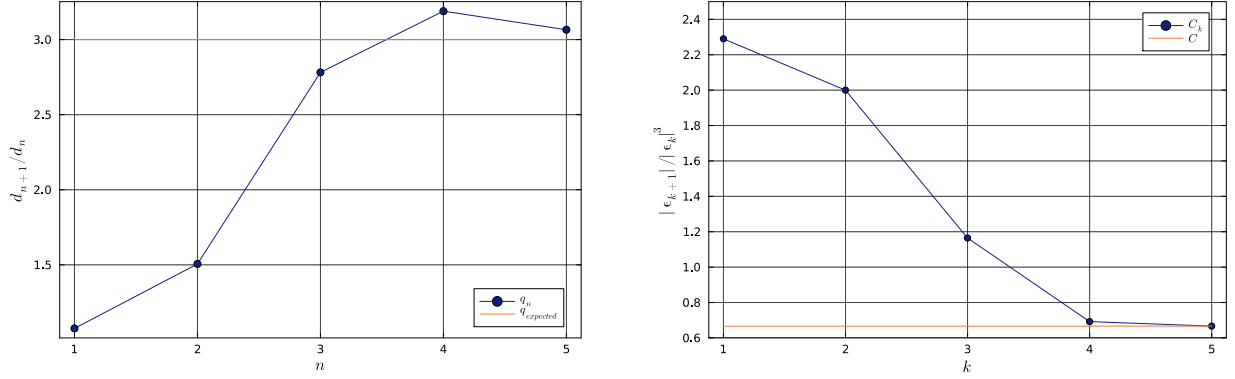 3.0
2.5
2.0
1.5
d_{n+1}/d_n
1 2 3 4 5
n
q_n
q_{expected}
2.4
2.2
2.0
1.8
1.6
1.4
1.2
1.0
0.8
0.6
|ϵ_{k+1}|/|ϵ_k|^3
1 2 3 4 5
k
C_k
C